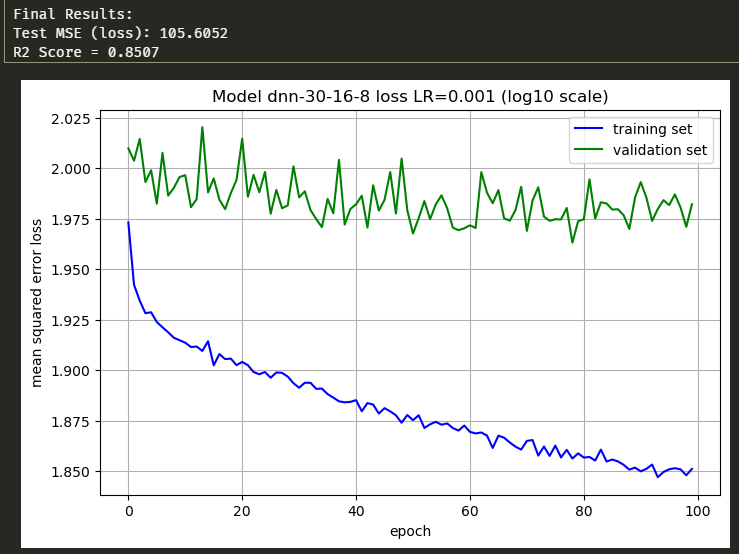 Final Results:
Test MSE (loss): 105.6052
R2 Score = 0.8507
Model dnn-30-16-8 loss LR=0.001 (log10 scale)
training set
validation set
2.025
2.000
1.975
1.950
1.925
1.900
1.875
1.850
mean squared error loss
0 20 40 60 80 100
epoch